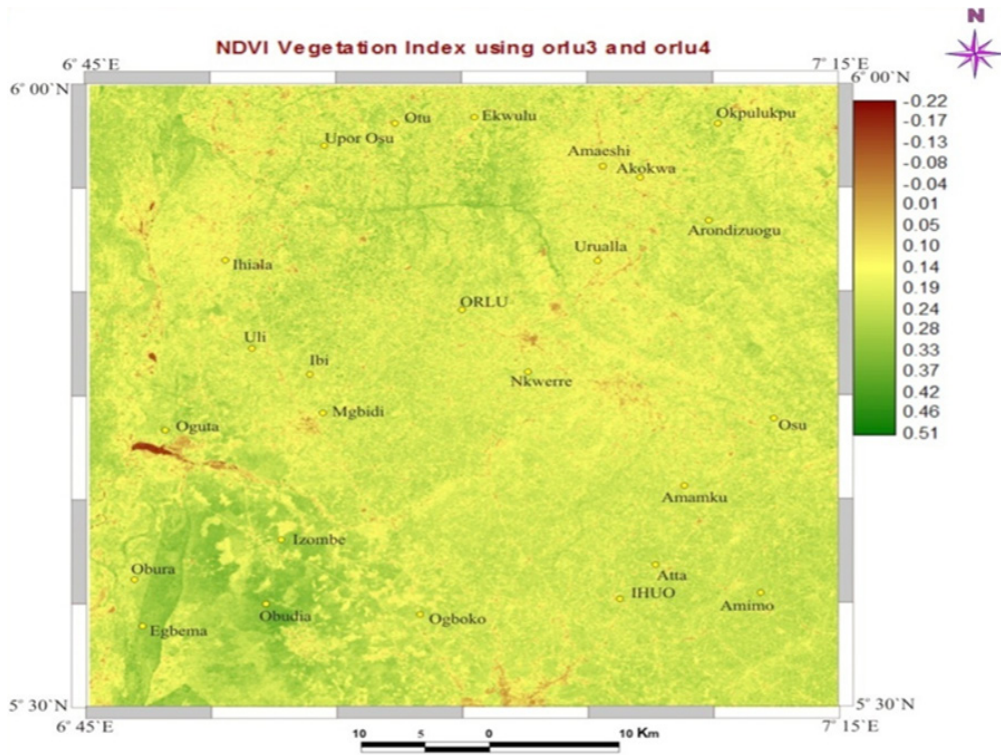 N
NDVI Vegetation Index using orlu3 and orlu4
6° 45`E
7° 15`E
6° 00`N
6° 00`N
-0.22
-0.17
-0.13
-0.08
-0.04
0.01
0.05
0.10
0.14
0.19
0.24
0.28
0.33
0.37
0.42
0.46
0.51
Otu
Ekwulu
Okpulukpu
Upor Osu
Amaeshi
Akokwa
Arondizuogu
Urualla
Ihiala
ORLU
Uli
Ibi
Nkwerre
Mgbidi
Oguta
Osu
Amamku
Izombe
Obura
Atta
IHUO
Amimo
Obudia
Ogboko
Egbema
5° 30`N
5° 30`N
6° 45`E
7° 15`E
10 5 0 10 Km